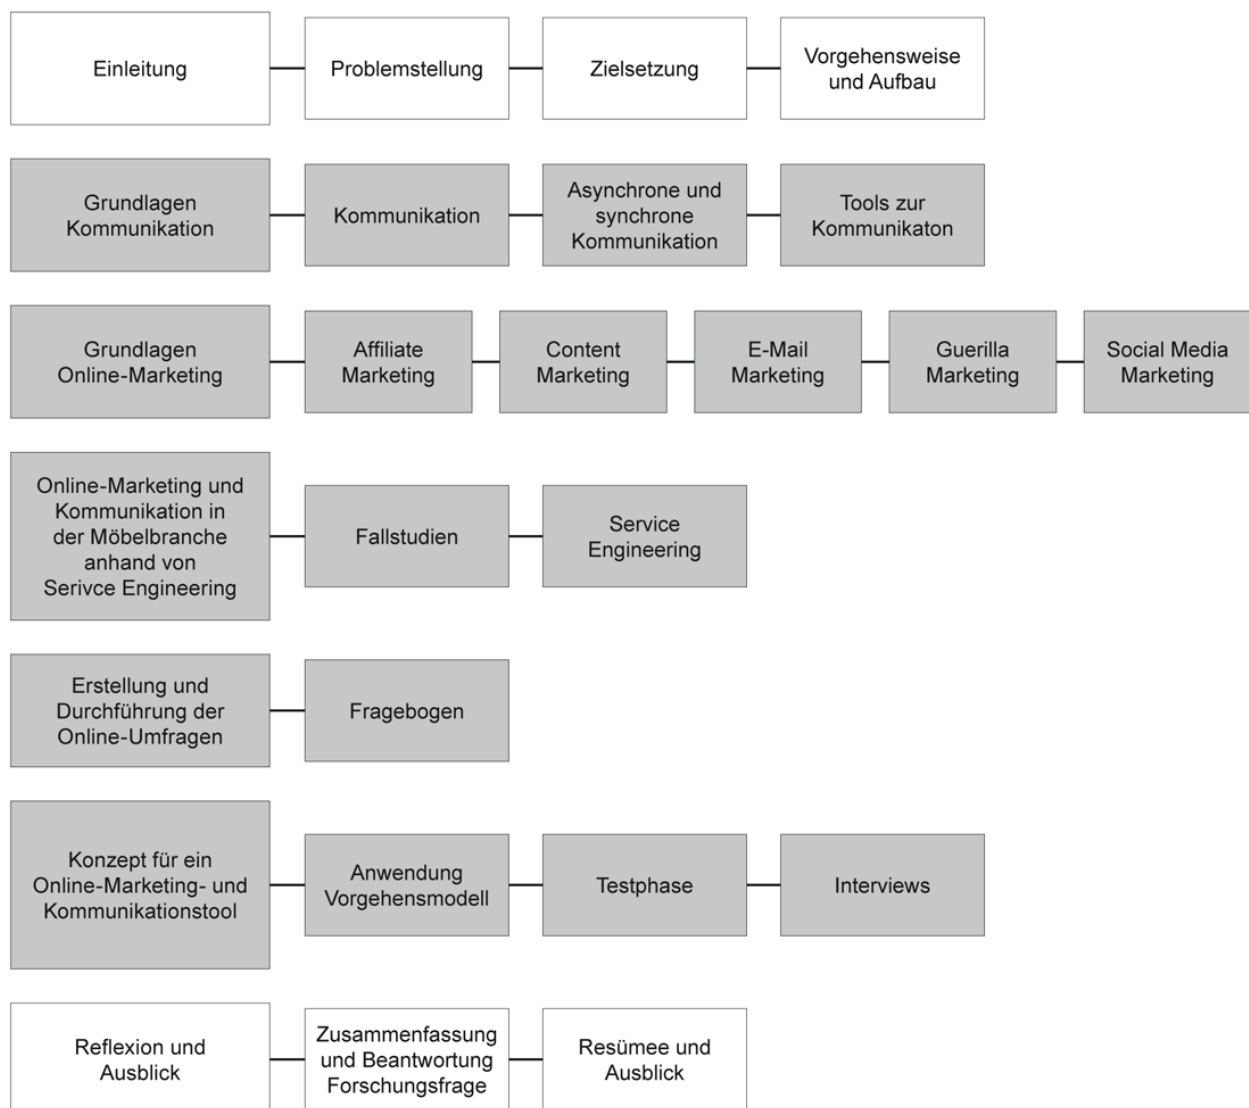 Einleitung
Problemstellung
Zielsetzung
Vorgehensweise
und Aufbau
Grundlagen
Kommunikation
Kommunikation
Asynchrone und
synchrone
Kommunikation
Tools zur
Kommunikaton
Grundlagen
Online-Marketing
Affiliate
Marketing
Content
Marketing
E-Mail
Marketing
Guerilla
Marketing
Social Media
Marketing
Online-Marketing und
Kommunikation in
der Möbelbranche
anhand von
Serivce Engineering
Fallstudien
Service
Engineering
Erstellung und
Durchführung der
Online-Umfragen
Fragebogen
Konzept für ein
Online-Marketing- und
Kommunikationstool
Anwendung
Vorgehensmodell
Testphase
Interviews
Reflexion und
Ausblick
Zusammenfassung
und Beantwortung
Forschungsfrage
Resümee und
Ausblick